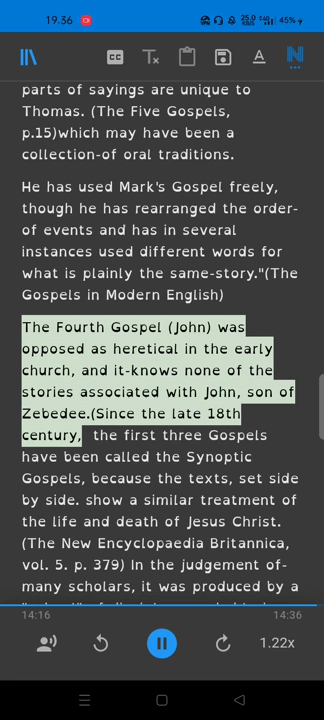 19.36
25.0
KB/S
45%
CC
T×
A
N
parts of sayings are unique to
Thomas. (The Five Gospels,
p.15)which may have been a
collection-of oral traditions.
He has used Mark's Gospel freely,
though he has rearranged the order-
of events and has in several
instances used different words for
what is plainly the same-story."(The
Gospels in Modern English)
The Fourth Gospel (John) was
opposed as heretical in the early
church, and it-knows none of the
stories associated with John, son of
Zebedee.(Since the late 18th
century, the first three Gospels
have been called the Synoptic
Gospels, because the texts, set side
by side. show a similar treatment of
the life and death of Jesus Christ.
(The New Encyclopaedia Britannica,
vol. 5. p. 379) In the judgement of-
many scholars, it was produced by a
14:16
14:36
1.22x